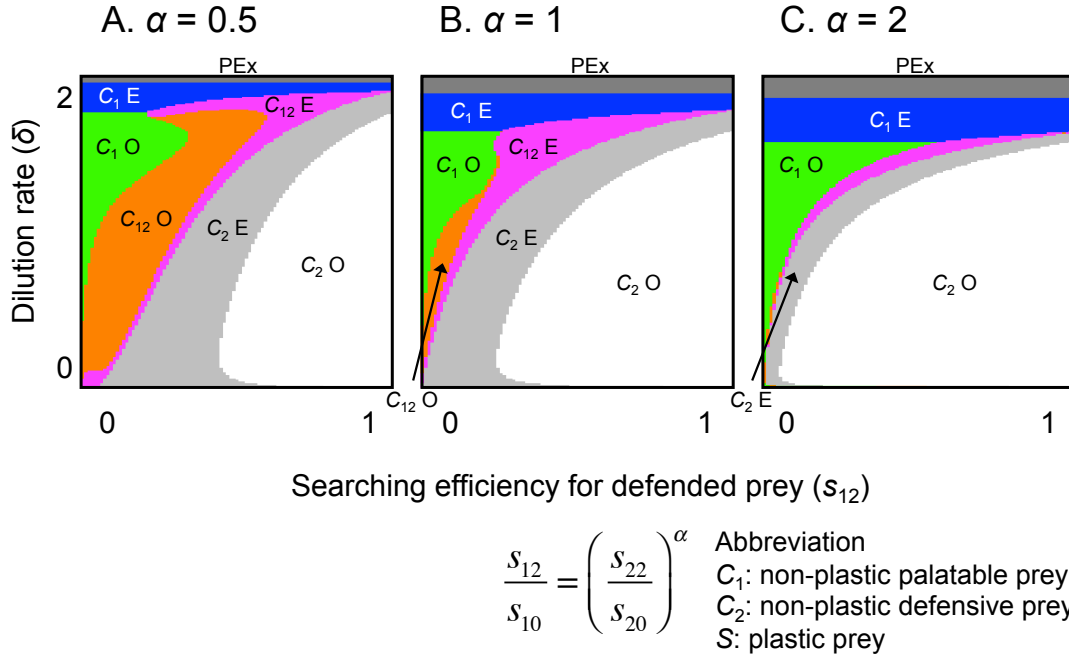 A. α = 0.5
B. α = 1
C. α = 2
PEx
PEx
PEx
2
0
Dilution rate (δ)
C1 E
C12 E
C1 O
C12 O
C2 E
C2 O
C1 E
C12 E
C1 O
C2 E
C2 O
C12 O
C1 E
C1 O
C2 O
C2 E
0 1
0 1
0 1
Searching efficiency for defended prey (s12)
s12/s10 = (s22/s20)^α
Abbreviation
C1: non-plastic palatable prey
C2: non-plastic defensive prey
S: plastic prey